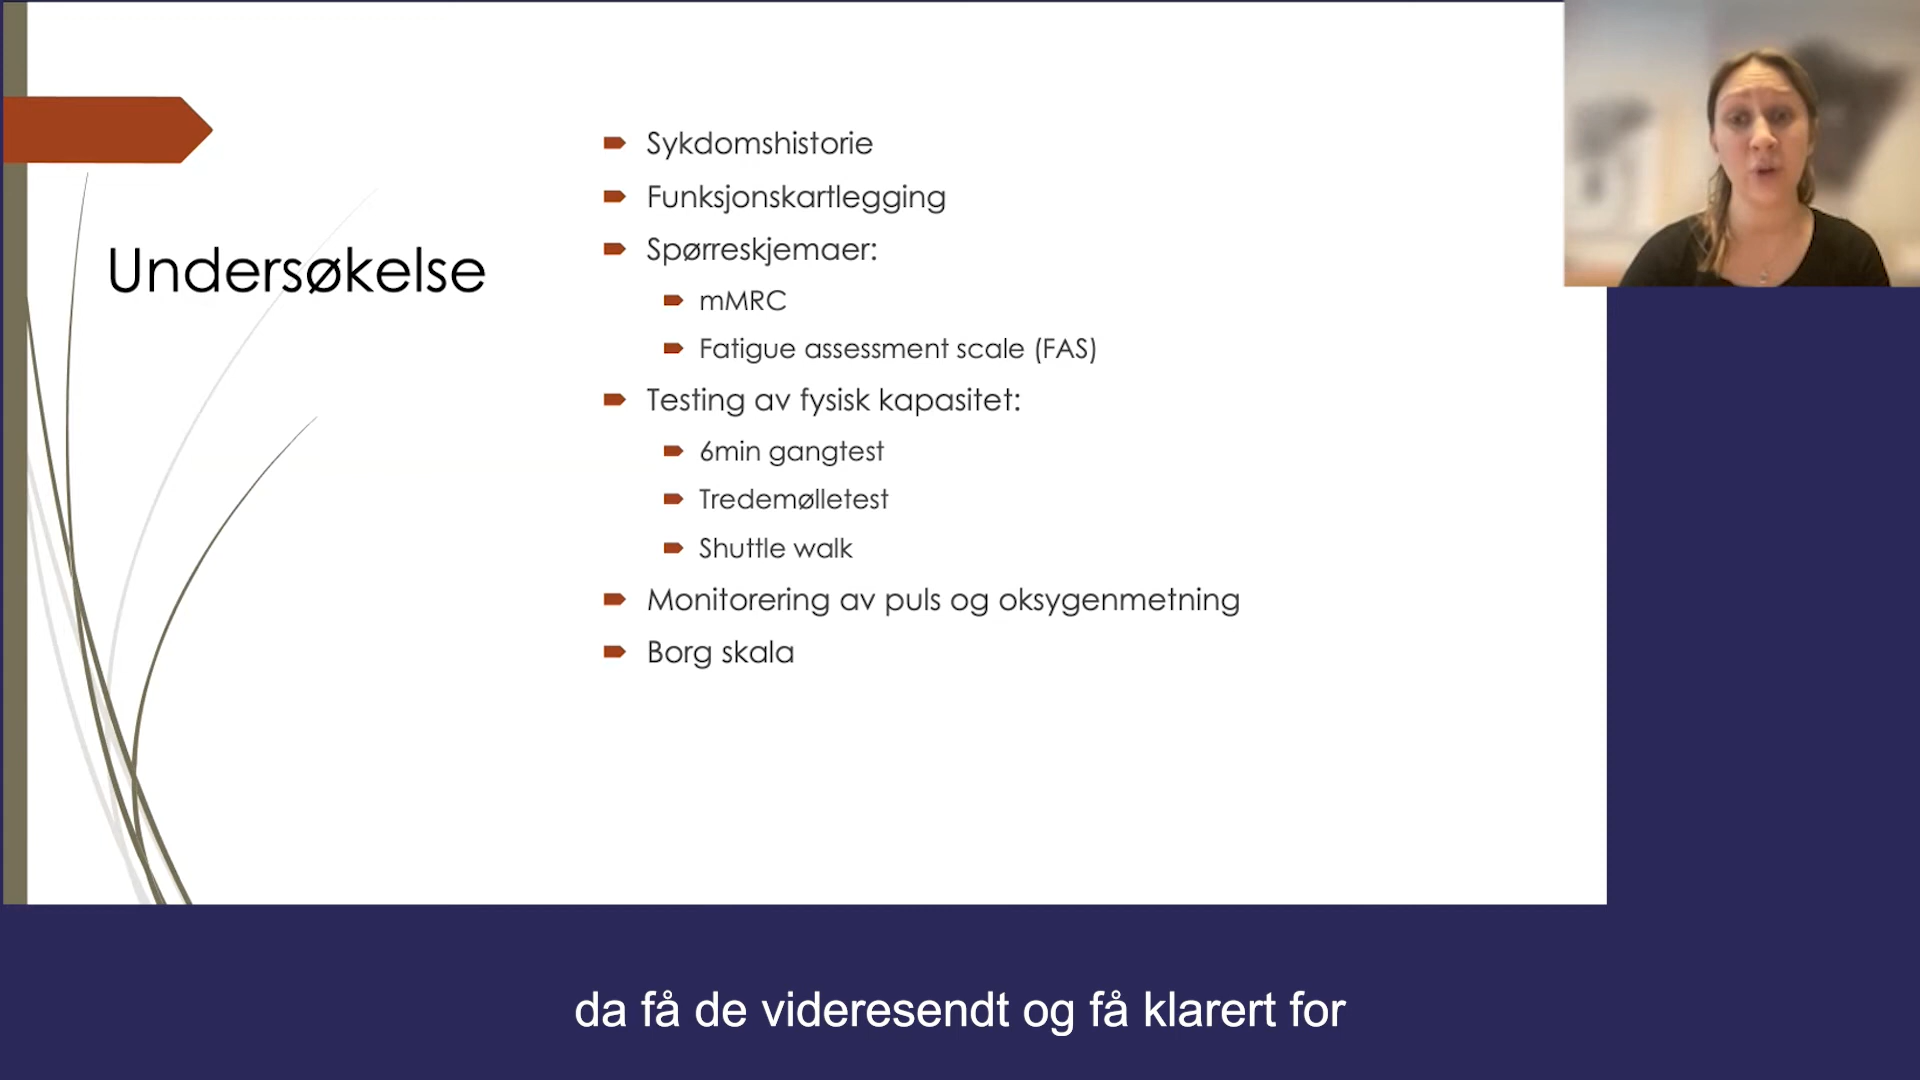 Undersøkelse
Sykdomshistorie
Funksjonskartlegging
Spørreskjemaer:
mMRC
Fatigue assessment scale (FAS)
Testing av fysisk kapasitet:
6min gangtest
Tredemølletest
Shuttle walk
Monitorering av puls og oksygenmetning
Borg skala
da få de videresendt og få klarert for